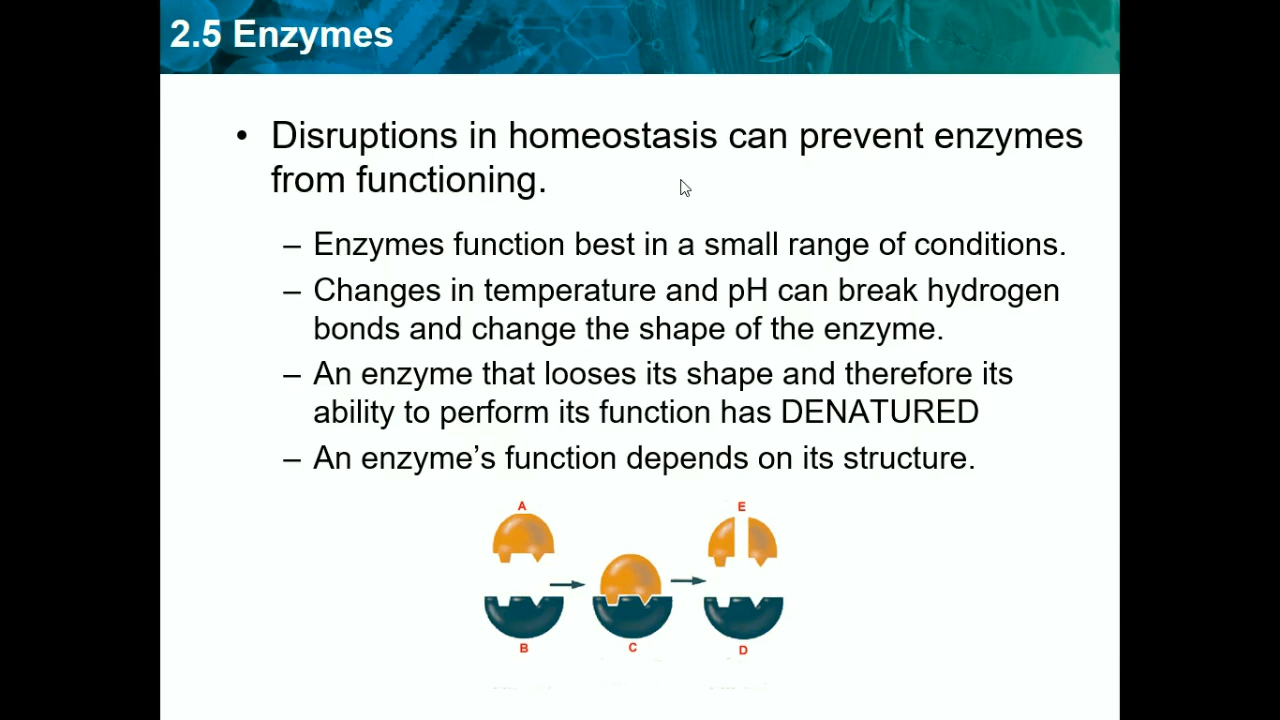 2.5 Enzymes
• Disruptions in homeostasis can prevent enzymes
from functioning.
– Enzymes function best in a small range of conditions.
– Changes in temperature and pH can break hydrogen
bonds and change the shape of the enzyme.
– An enzyme that looses its shape and therefore its
ability to perform its function has DENATURED
– An enzyme’s function depends on its structure.
A E
B C D